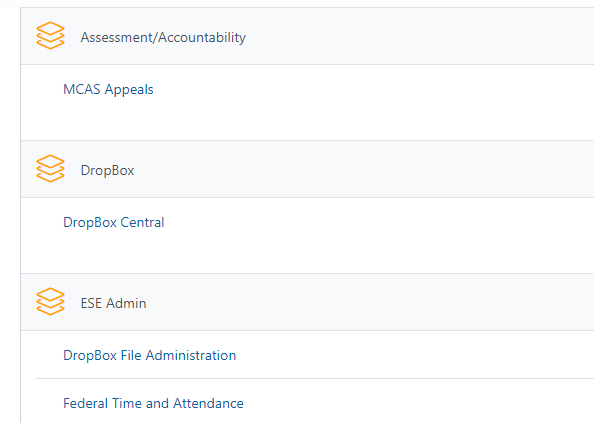 Assessment/Accountability
MCAS Appeals
DropBox
DropBox Central
ESE Admin
DropBox File Administration
Federal Time and Attendance